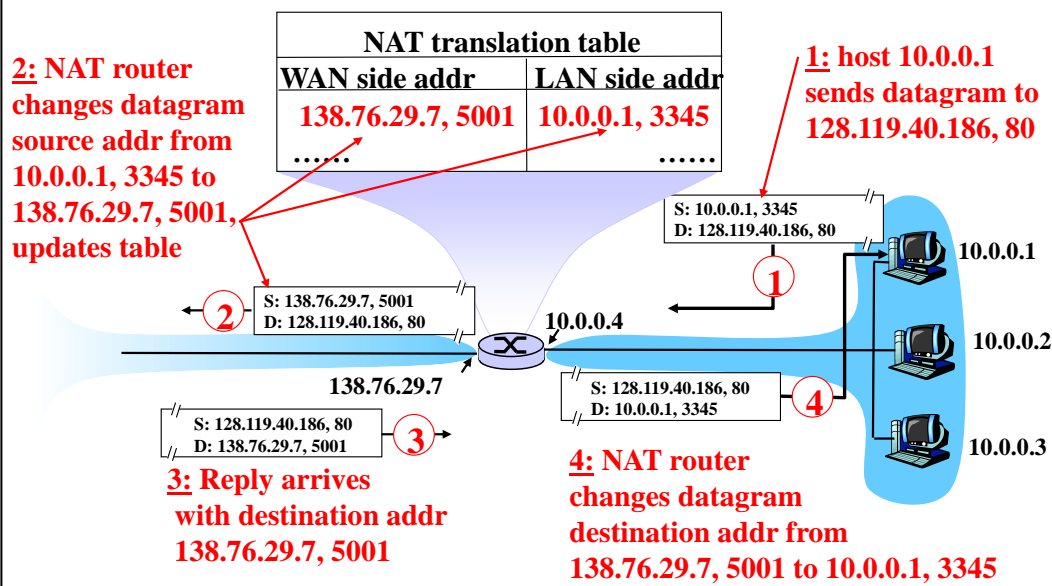 NAT translation table
WAN side addr LAN side addr
138.76.29.7, 5001 10.0.0.1, 3345
...... ......
2: NAT router
changes datagram
source addr from
10.0.0.1, 3345 to
138.76.29.7, 5001,
updates table
1: host 10.0.0.1
sends datagram to
128.119.40.186, 80
S: 10.0.0.1, 3345
D: 128.119.40.186, 80
1
10.0.0.1
S: 138.76.29.7, 5001
D: 128.119.40.186, 80
2
10.0.0.4
10.0.0.2
138.76.29.7
S: 128.119.40.186, 80
D: 10.0.0.1, 3345
4
S: 128.119.40.186, 80
D: 138.76.29.7, 5001
3
10.0.0.3
3: Reply arrives
with destination addr
138.76.29.7, 5001
4: NAT router
changes datagram
destination addr from
138.76.29.7, 5001 to 10.0.0.1, 3345